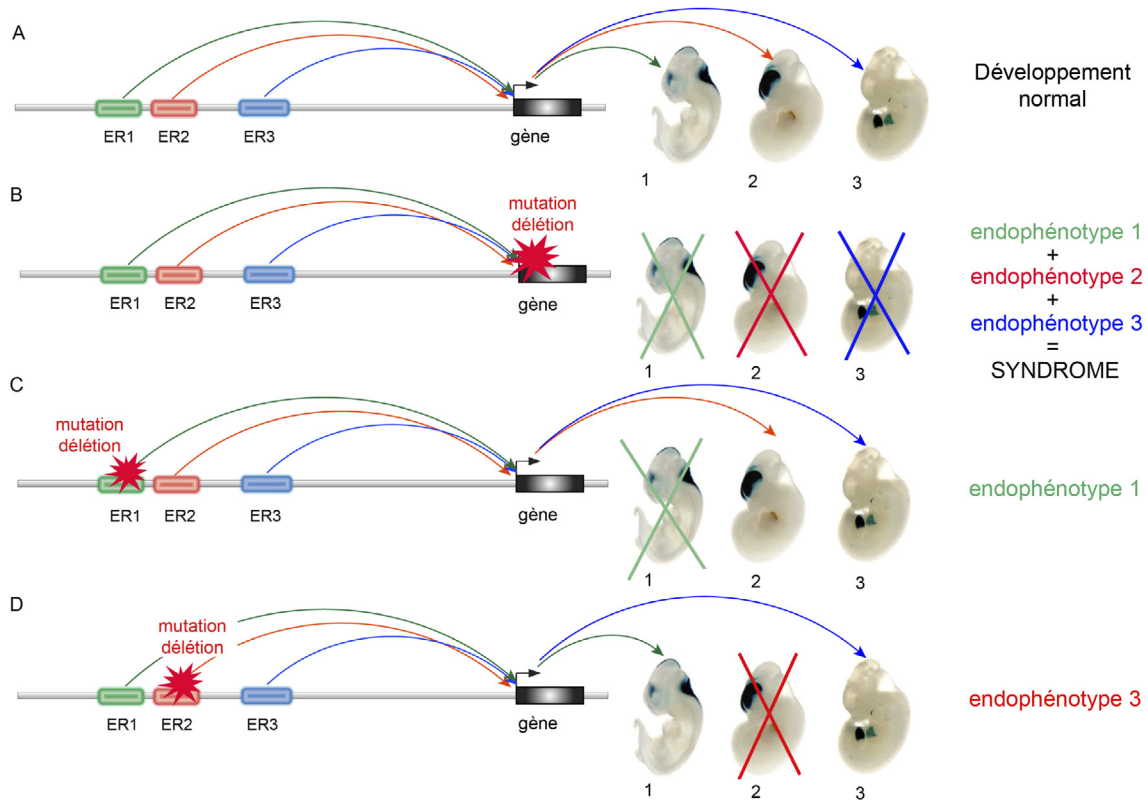 A
ER1
ER2
ER3
gène
1
2
3
Développement
normal
B
mutation
délétion
ER1
ER2
ER3
gène
1
2
3
endophénotype 1
+
endophénotype 2
+
endophénotype 3
=
SYNDROME
C
mutation
délétion
ER1
ER2
ER3
gène
1
2
3
endophénotype 1
D
mutation
délétion
ER1
ER2
ER3
gène
1
2
3
endophénotype 3